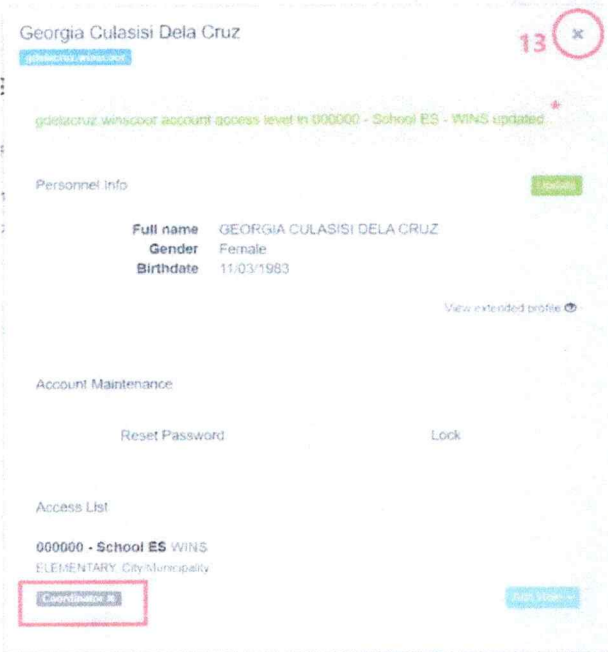 Georgia Culasisi Dela Cruz
13 ×
gdelacruz.winscoor
*
gdelacruz.winscoor account access level in 000000 - School ES - WINS updated.
Personnel Info
Update
Full name GEORGIA CULASISI DELA CRUZ
Gender Female
Birthdate 11/03/1983
View extended profile
Account Maintenance
Reset Password Lock
Access List
000000 - School ES WINS
ELEMENTARY, City/Municipality
Coordinator ×